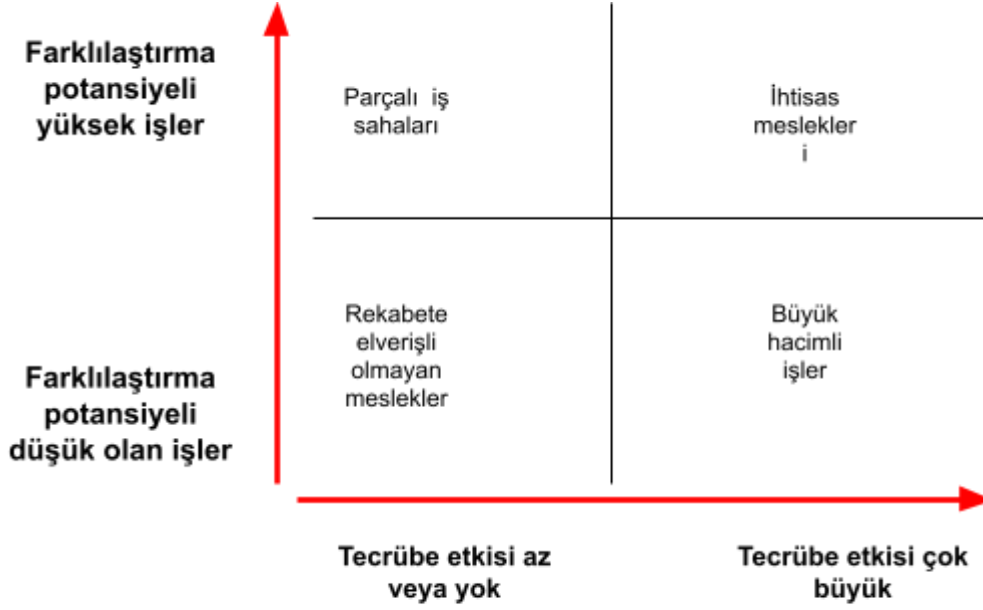 Farklılaştırma
potansiyeli
yüksek işler
Parçalı iş
sahaları
İhtisas
meslekler
i
Rekabete
elverişli
olmayan
meslekler
Büyük
hacimli
işler
Farklılaştırma
potansiyeli
düşük olan işler
Tecrübe etkisi az
veya yok
Tecrübe etkisi çok
büyük